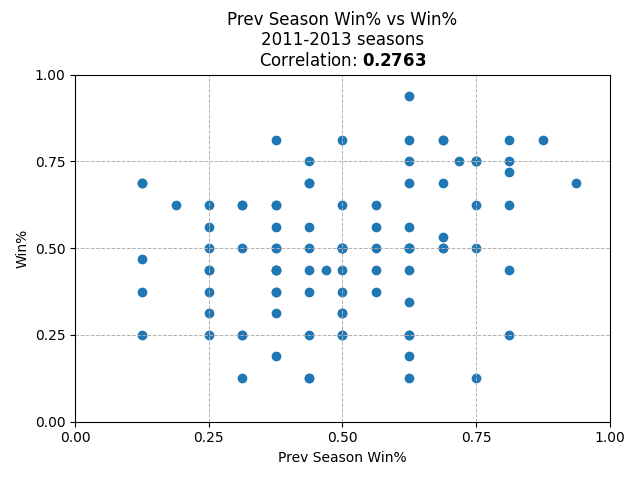 Prev Season Win% vs Win%
2011-2013 seasons
Correlation: 0.2763
1.00
0.75
0.50
0.25
0.00
Win%
0.00 0.25 0.50 0.75 1.00
Prev Season Win%